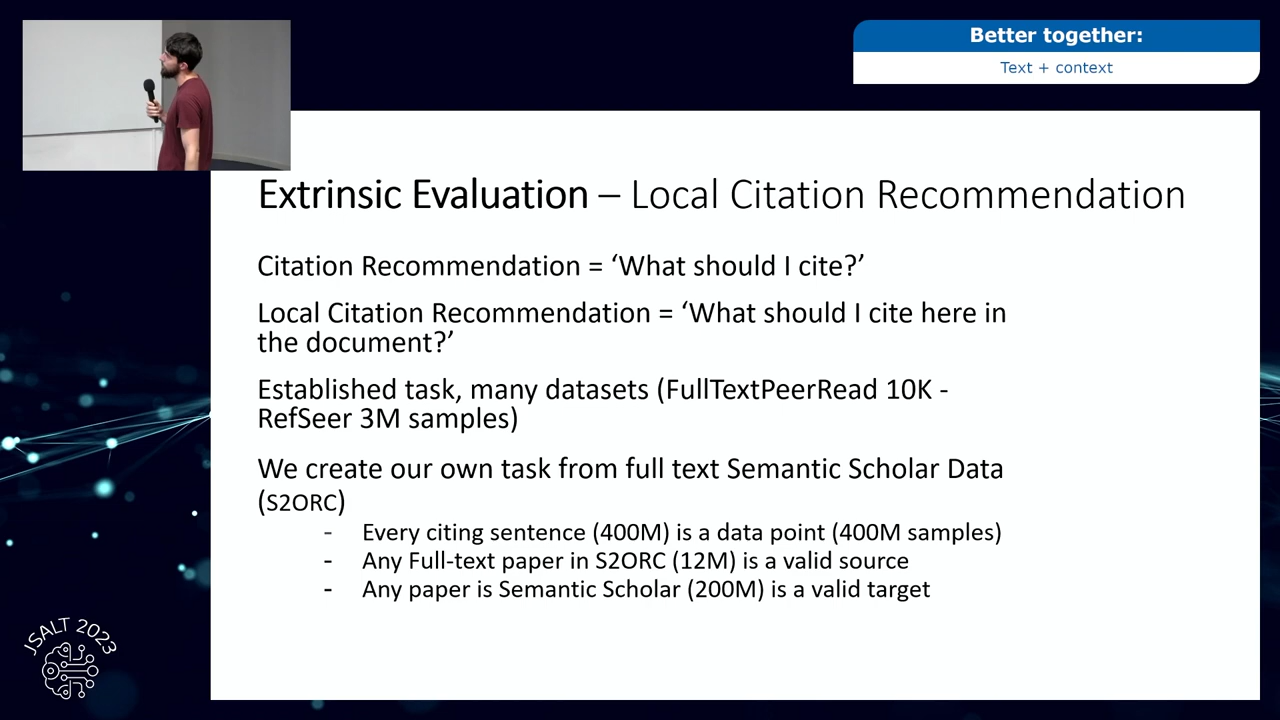 Better together:
Text + context
Extrinsic Evaluation – Local Citation Recommendation
Citation Recommendation = ‘What should I cite?’
Local Citation Recommendation = ‘What should I cite here in
the document?’
Established task, many datasets (FullTextPeerRead 10K -
RefSeer 3M samples)
We create our own task from full text Semantic Scholar Data
(S2ORC)
- Every citing sentence (400M) is a data point (400M samples)
- Any Full-text paper in S2ORC (12M) is a valid source
- Any paper is Semantic Scholar (200M) is a valid target
JSALT 2023